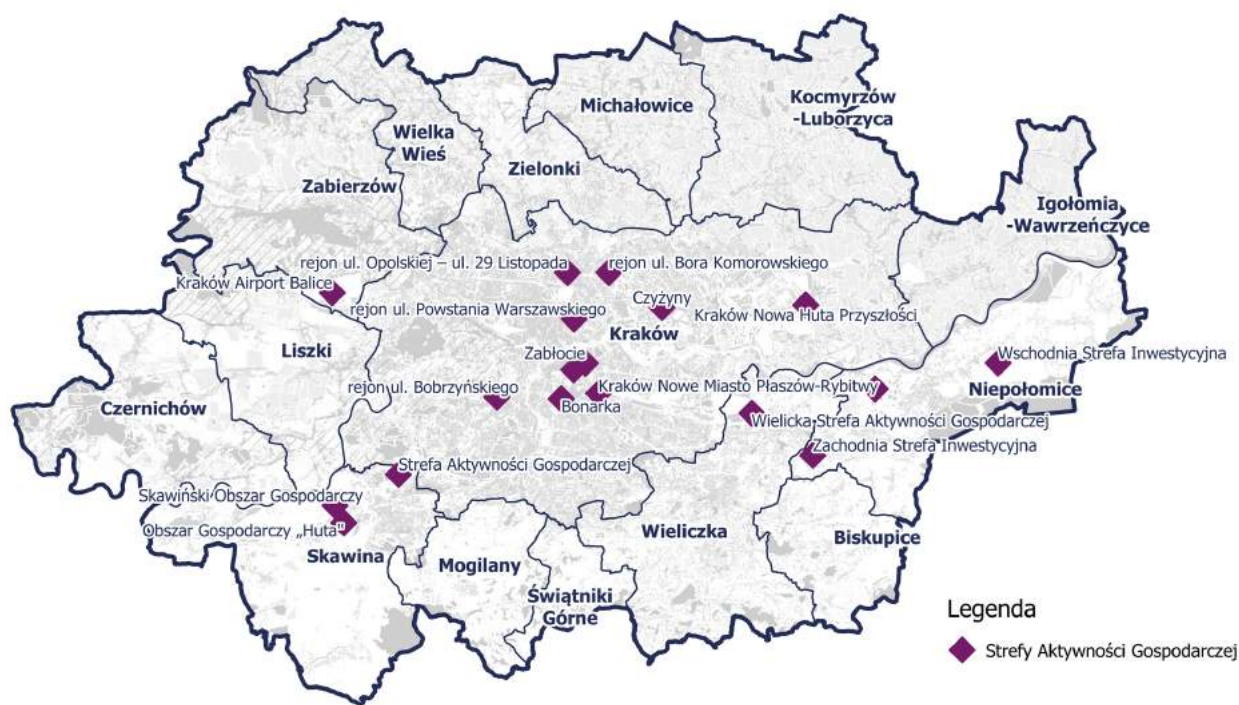 Michałowice
Kocmyrzów
-Luborzyca
Wielka
Wieś
Zielonki
Zabierzów
Igołomia
-Wawrzeńczyce
rejon ul. Opolskiej – ul. 29 Listopada
rejon ul. Bora Komorowskiego
Kraków Airport Balice
Czyżyny
rejon ul. Powstania Warszawskiego
Kraków Nowa Huta Przyszłości
Kraków
Liszki
Zabłocie
Wschodnia Strefa Inwestycyjna
rejon ul. Bobrzyńskiego
Kraków Nowe Miasto Płaszów-Rybitwy
Niepołomice
Czernichów
Bonarka
Wielicka Strefa Aktywności Gospodarczej
Zachodnia Strefa Inwestycyjna
Strefa Aktywności Gospodarczej
Skawiński Obszar Gospodarczy
Obszar Gospodarczy „Huta"
Wieliczka
Biskupice
Skawina
Mogilany
Świątniki
Górne
Legenda
Strefy Aktywności Gospodarczej